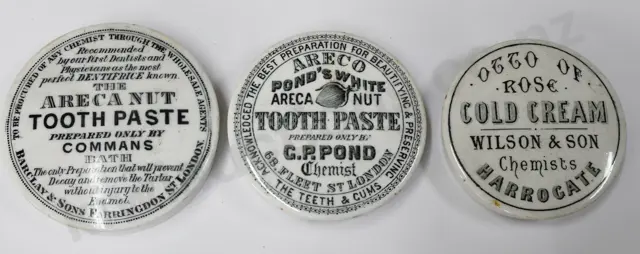 TO BE PROCURED OF ANY CHEMIST THROUGH THE WHOLESALE AGENTS
Recommended
by our First Dentists and
Physicians as the most
perfect DENTIFRICE known
THE
ARECA NUT
TOOTH PASTE
PREPARED ONLY BY
COMMANS
BATH
The only Preparation that will prevent
Decay and remove the Tartar
without injury to the
Enamel.
BARCLAY & SONS FARRINGDON ST LONDON
ACKNOWLEDGED THE BEST PREPARATION FOR BEAUTIFYING & PRESERVING
THE TEETH & GUMS
ARECO
POND'S WHITE
ARECA NUT
TOOTH PASTE
PREPARED ONLY BY
G.P. POND
Chemist
68, FLEET ST LONDON
OTTO OF
ROSE
COLD CREAM
WILSON & SON
Chemists
HARROGATE